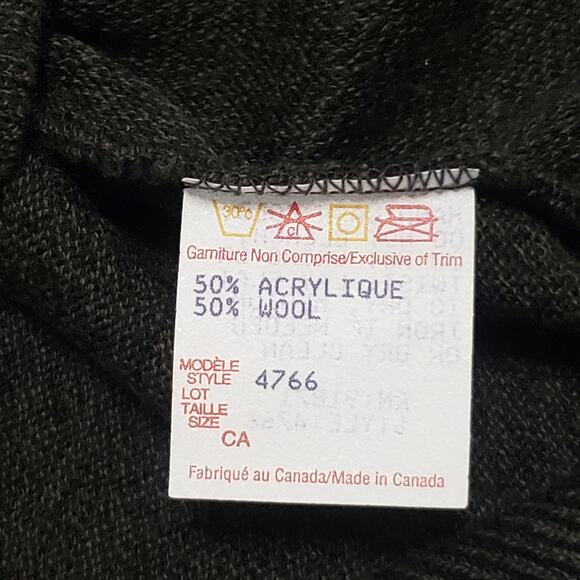 30°C
cl
Garniture Non Comprise/Exclusive of Trim
50% ACRYLIQUE
50% WOOL
MODÈLE
STYLE 4766
LOT
TAILLE
SIZE
CA
Fabriqué au Canada/Made in Canada